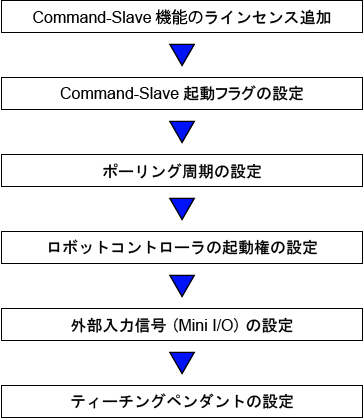 Command-Slave 機能のラインセンス追加
Command-Slave 起動フラグの設定
ポーリング周期の設定
ロボットコントローラの起動権の設定
外部入力信号（Mini I/O）の設定
ティーチングペンダントの設定